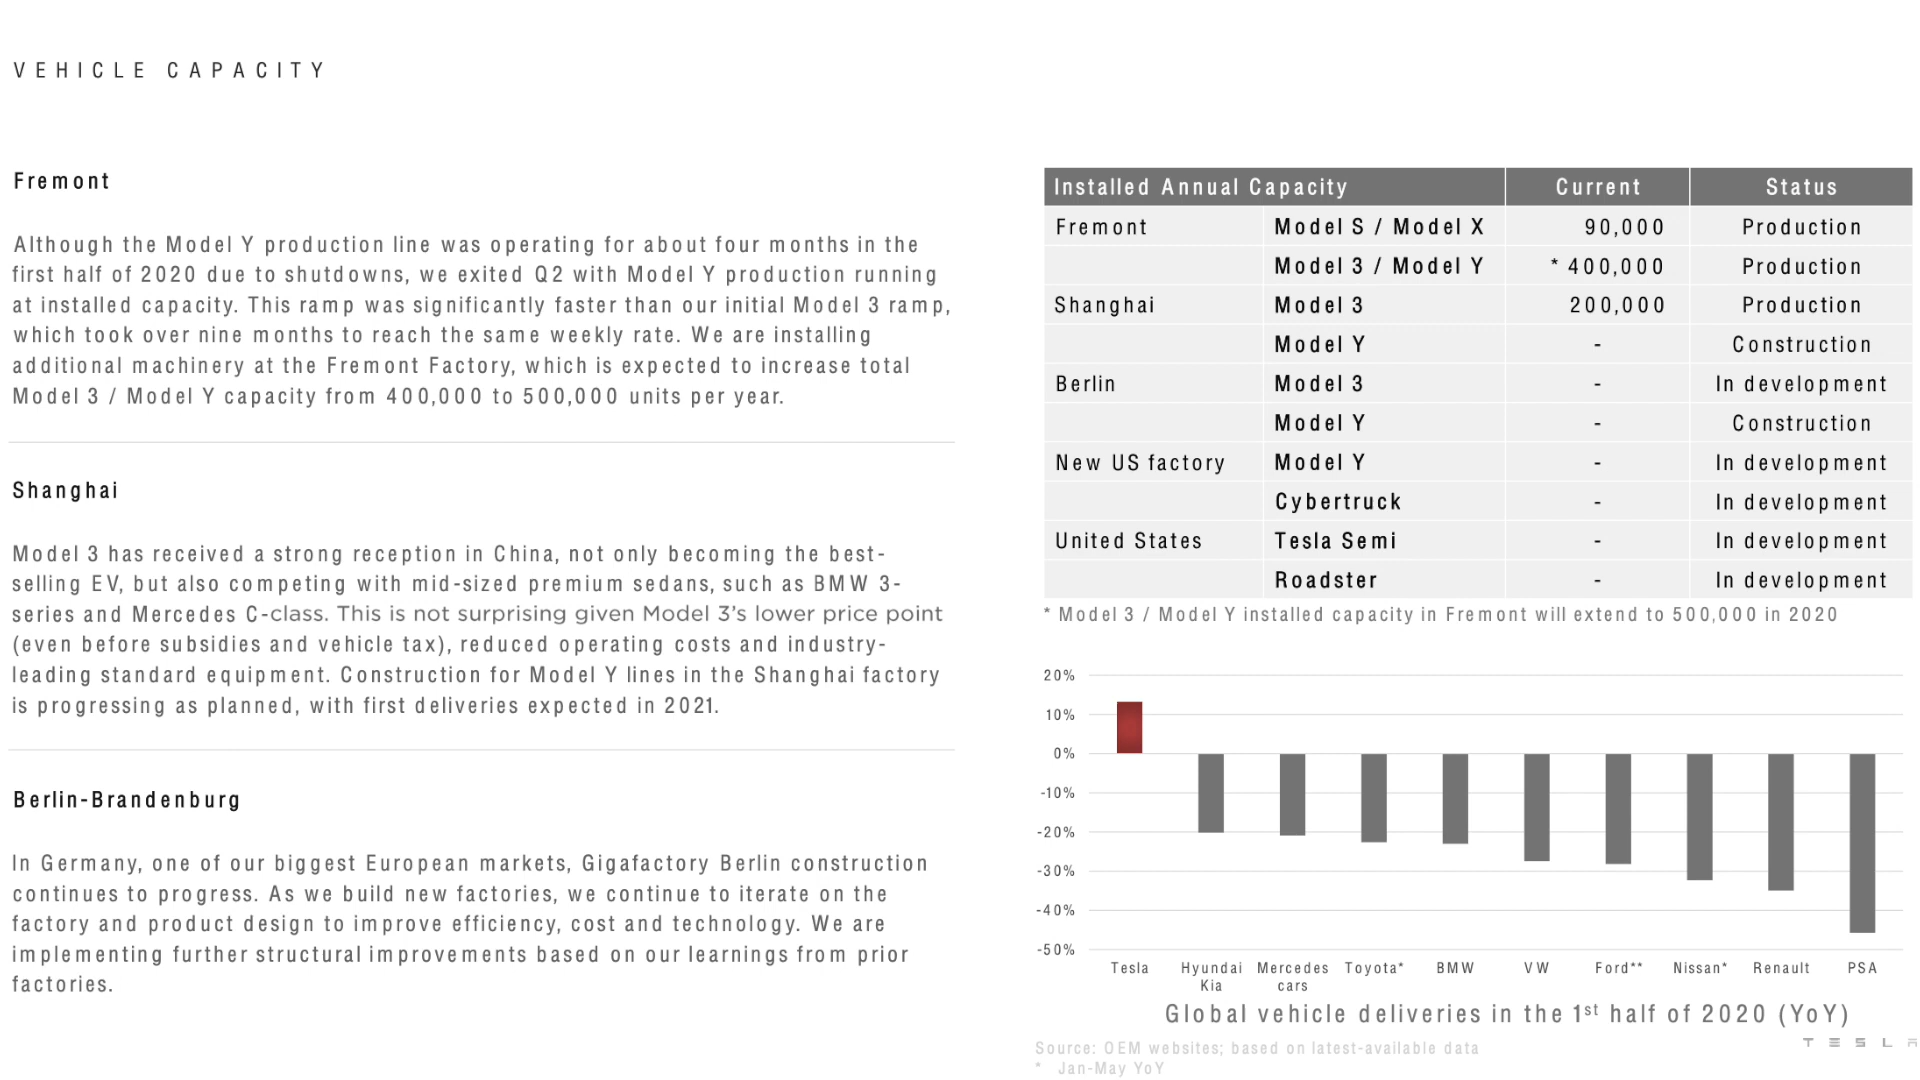 VEHICLE CAPACITY
Fremont
Although the Model Y production line was operating for about four months in the
first half of 2020 due to shutdowns, we exited Q2 with Model Y production running
at installed capacity. This ramp was significantly faster than our initial Model 3 ramp,
which took over nine months to reach the same weekly rate. We are installing
additional machinery at the Fremont Factory, which is expected to increase total
Model 3 / Model Y capacity from 400,000 to 500,000 units per year.
Shanghai
Model 3 has received a strong reception in China, not only becoming the best-
selling EV, but also competing with mid-sized premium sedans, such as BMW 3-
series and Mercedes C-class. This is not surprising given Model 3’s lower price point
(even before subsidies and vehicle tax), reduced operating costs and industry-
leading standard equipment. Construction for Model Y lines in the Shanghai factory
is progressing as planned, with first deliveries expected in 2021.
Berlin-Brandenburg
In Germany, one of our biggest European markets, Gigafactory Berlin construction
continues to progress. As we build new factories, we continue to iterate on the
factory and product design to improve efficiency, cost and technology. We are
implementing further structural improvements based on our learnings from prior
factories.
Installed Annual Capacity Current Status
Fremont Model S / Model X 90,000 Production
Model 3 / Model Y * 400,000 Production
Shanghai Model 3 200,000 Production
Model Y - Construction
Berlin Model 3 - In development
Model Y - Construction
New US factory Model Y - In development
Cybertruck - In development
United States Tesla Semi - In development
Roadster - In development
* Model 3 / Model Y installed capacity in Fremont will extend to 500,000 in 2020
20%
10%
0%
-10%
-20%
-30%
-40%
-50%
Tesla Hyundai Mercedes Toyota* BMW VW Ford** Nissan* Renault PSA
Kia cars
Global vehicle deliveries in the 1st half of 2020 (YoY)
Source: OEM websites; based on latest-available data
* Jan-May YoY
TESLA